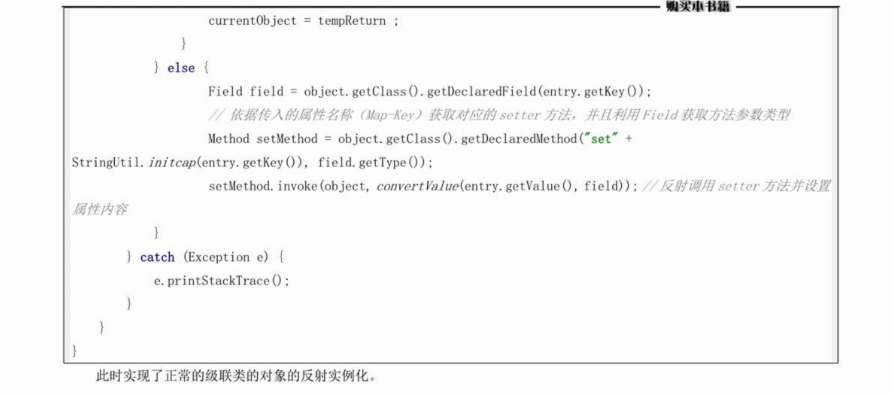 购买本书籍
currentObject = tempReturn ;
}
} else {
Field field = object.getClass().getDeclaredField(entry.getKey());
// 依据传入的属性名称（Map-Key）获取对应的 setter 方法，并且利用 Field 获取方法参数类型
Method setMethod = object.getClass().getDeclaredMethod("set" +
StringUtil.initcap(entry.getKey()), field.getType());
setMethod.invoke(object, convertValue(entry.getValue(), field)); // 反射调用 setter 方法并设置
属性内容
}
} catch (Exception e) {
e.printStackTrace();
}
}
}
此时实现了正常的级联类的对象的反射实例化。